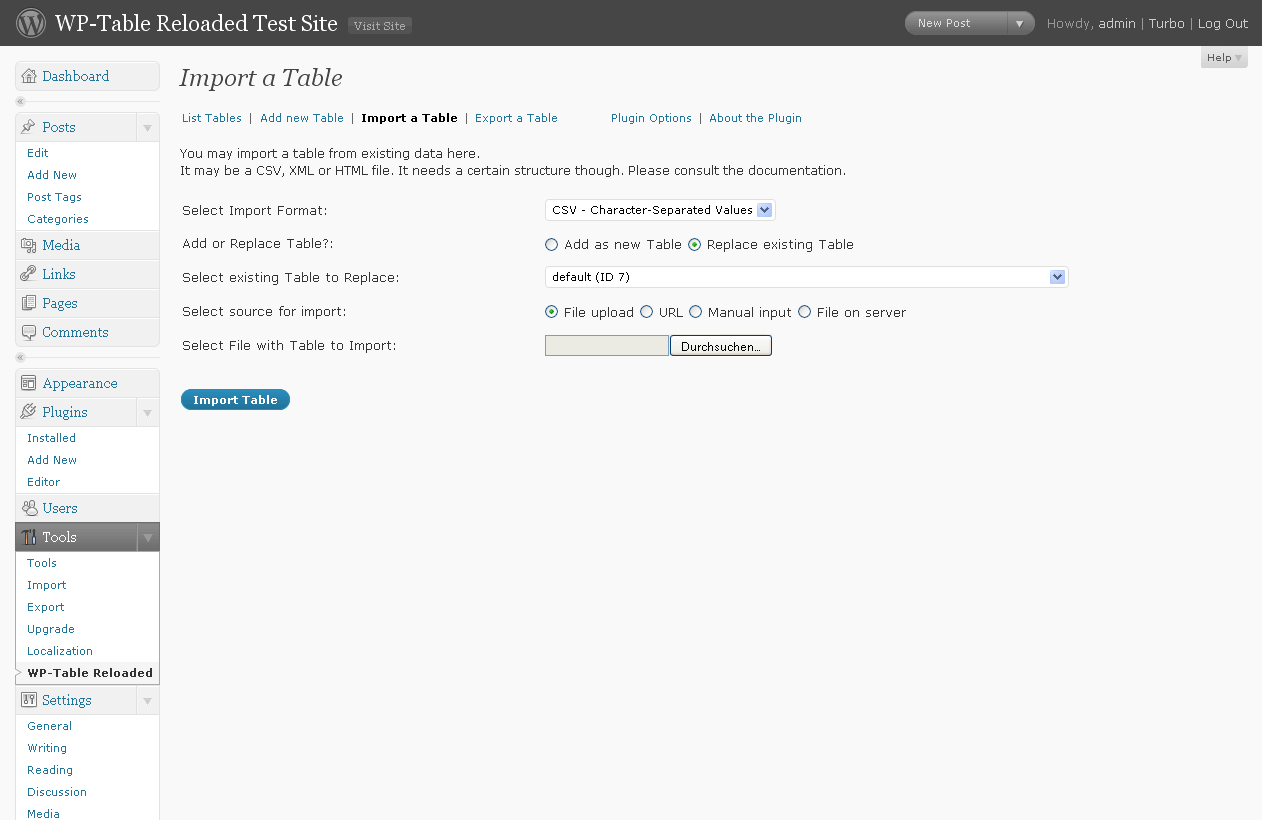 WP-Table Reloaded Test Site Visit Site New Post Howdy, admin | Turbo | Log Out
Help
Dashboard
Posts
Edit
Add New
Post Tags
Categories
Media
Links
Pages
Comments
Appearance
Plugins
Installed
Add New
Editor
Users
Tools
Tools
Import
Export
Upgrade
Localization
WP-Table Reloaded
Settings
General
Writing
Reading
Discussion
Media
Import a Table
List Tables | Add new Table | Import a Table | Export a Table Plugin Options | About the Plugin
You may import a table from existing data here.
It may be a CSV, XML or HTML file. It needs a certain structure though. Please consult the documentation.
Select Import Format: CSV - Character-Separated Values
Add or Replace Table?: Add as new Table Replace existing Table
Select existing Table to Replace: default (ID 7)
Select source for import: File upload URL Manual input File on server
Select File with Table to Import: Durchsuchen...
Import Table